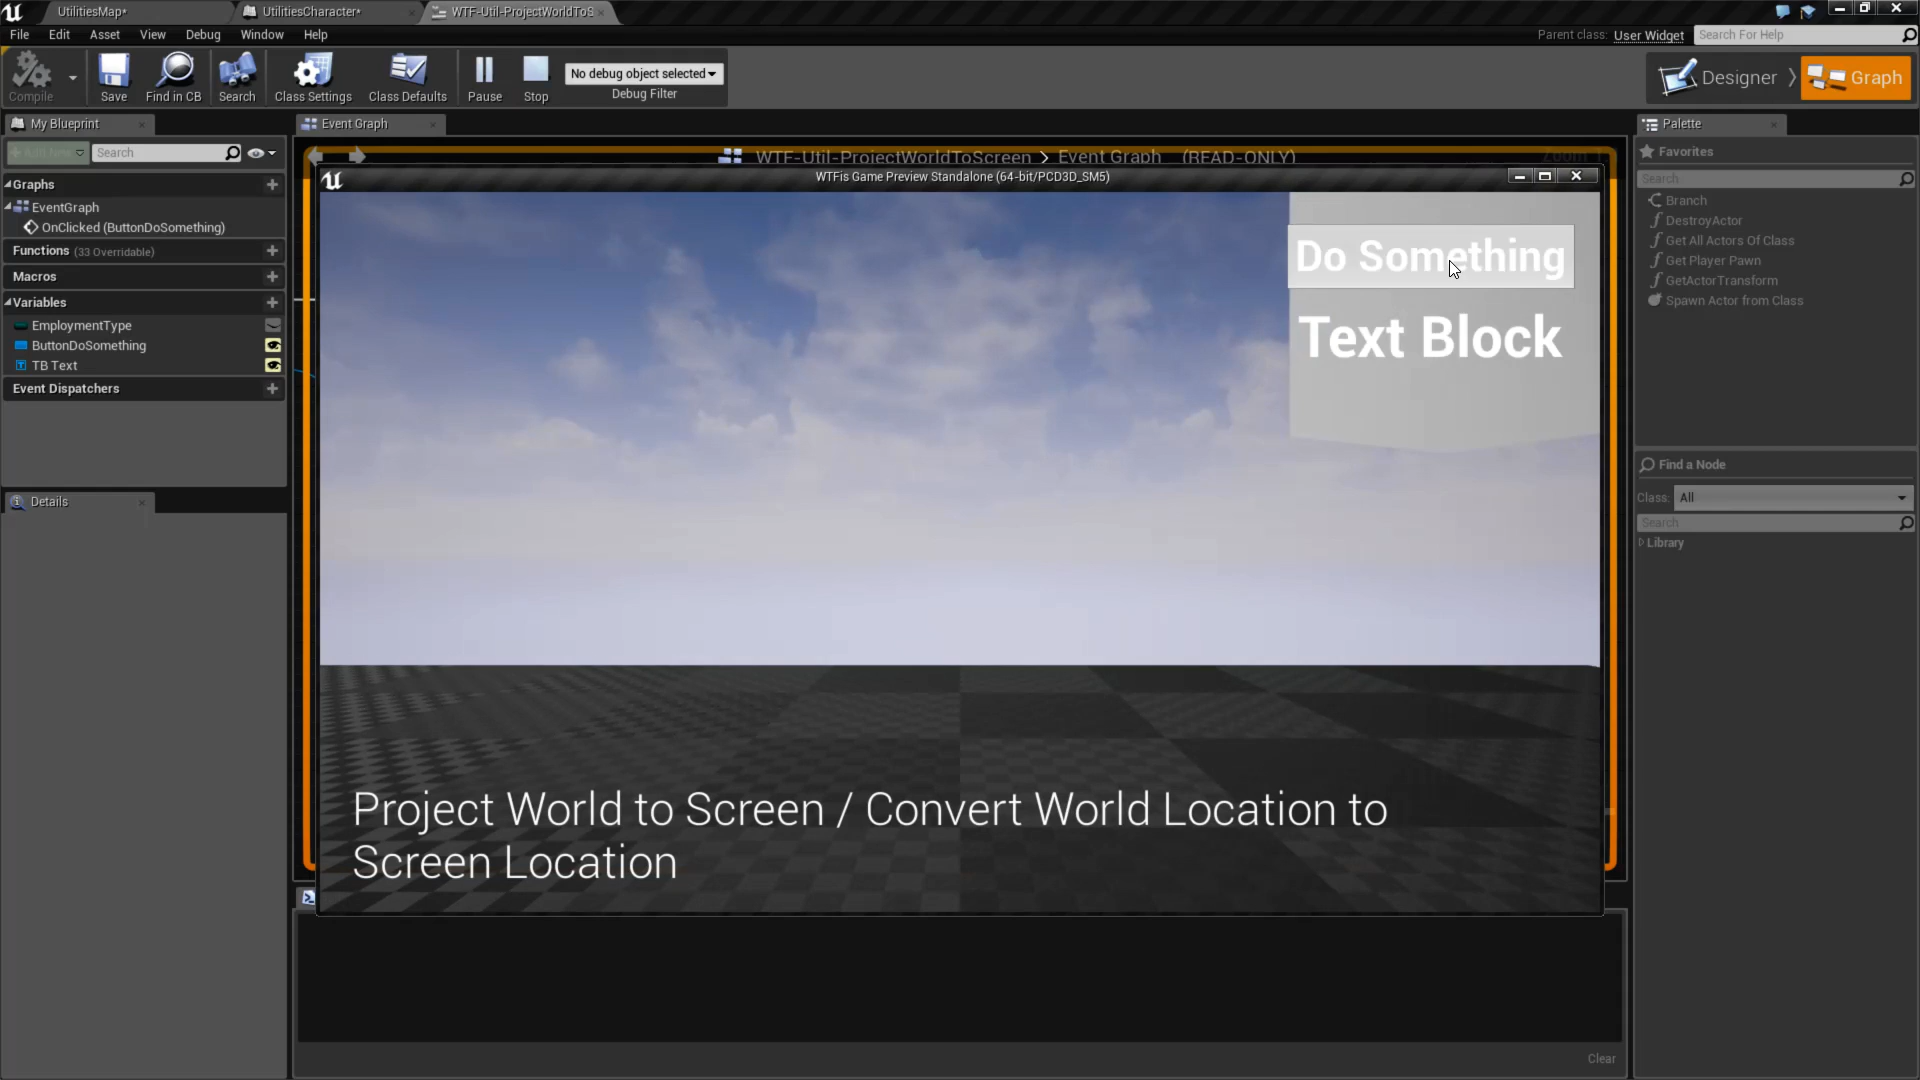 UtilitiesMap*
UtilitiesCharacter*
WTF-Util-ProjectWorldToS
File Edit Asset View Debug Window Help
Parent class: User Widget
Search For Help
Compile
Save
Find in CB
Search
Class Settings
Class Defaults
Pause
Stop
No debug object selected
Debug Filter
Designer
Graph
My Blueprint
Event Graph
Palette
Search
WTF-Util-ProjectWorldToScreen > Event Graph (READ-ONLY)
Favorites
WTFis Game Preview Standalone (64-bit/PCD3D_SM5)
Search
Graphs
EventGraph
OnClicked (ButtonDoSomething)
Functions (33 Overridable)
Macros
Variables
EmploymentType
ButtonDoSomething
TB Text
Event Dispatchers
Details
Do Something
Text Block
Project World to Screen / Convert World Location to
Screen Location
Branch
DestroyActor
Get All Actors Of Class
Get Player Pawn
GetActorTransform
Spawn Actor from Class
Find a Node
Class: All
Search
Library
Clear